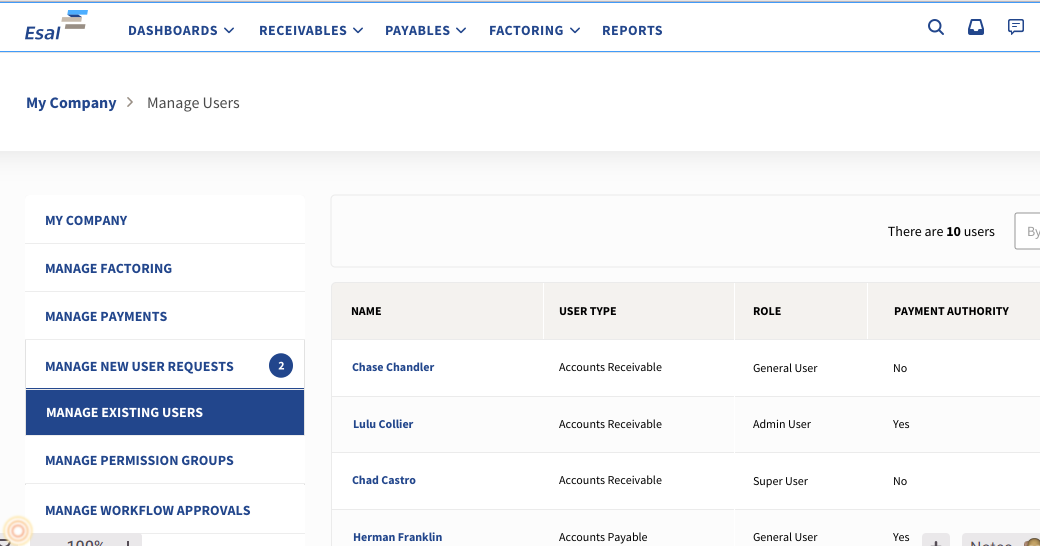 Esal
DASHBOARDS RECEIVABLES PAYABLES FACTORING REPORTS
My Company > Manage Users
MY COMPANY
MANAGE FACTORING
MANAGE PAYMENTS
MANAGE NEW USER REQUESTS 2
MANAGE EXISTING USERS
MANAGE PERMISSION GROUPS
MANAGE WORKFLOW APPROVALS
There are 10 users By
NAME USER TYPE ROLE PAYMENT AUTHORITY
Chase Chandler Accounts Receivable General User No
Lulu Collier Accounts Receivable Admin User Yes
Chad Castro Accounts Receivable Super User No
Herman Franklin Accounts Payable General User Yes
100% + + Notes